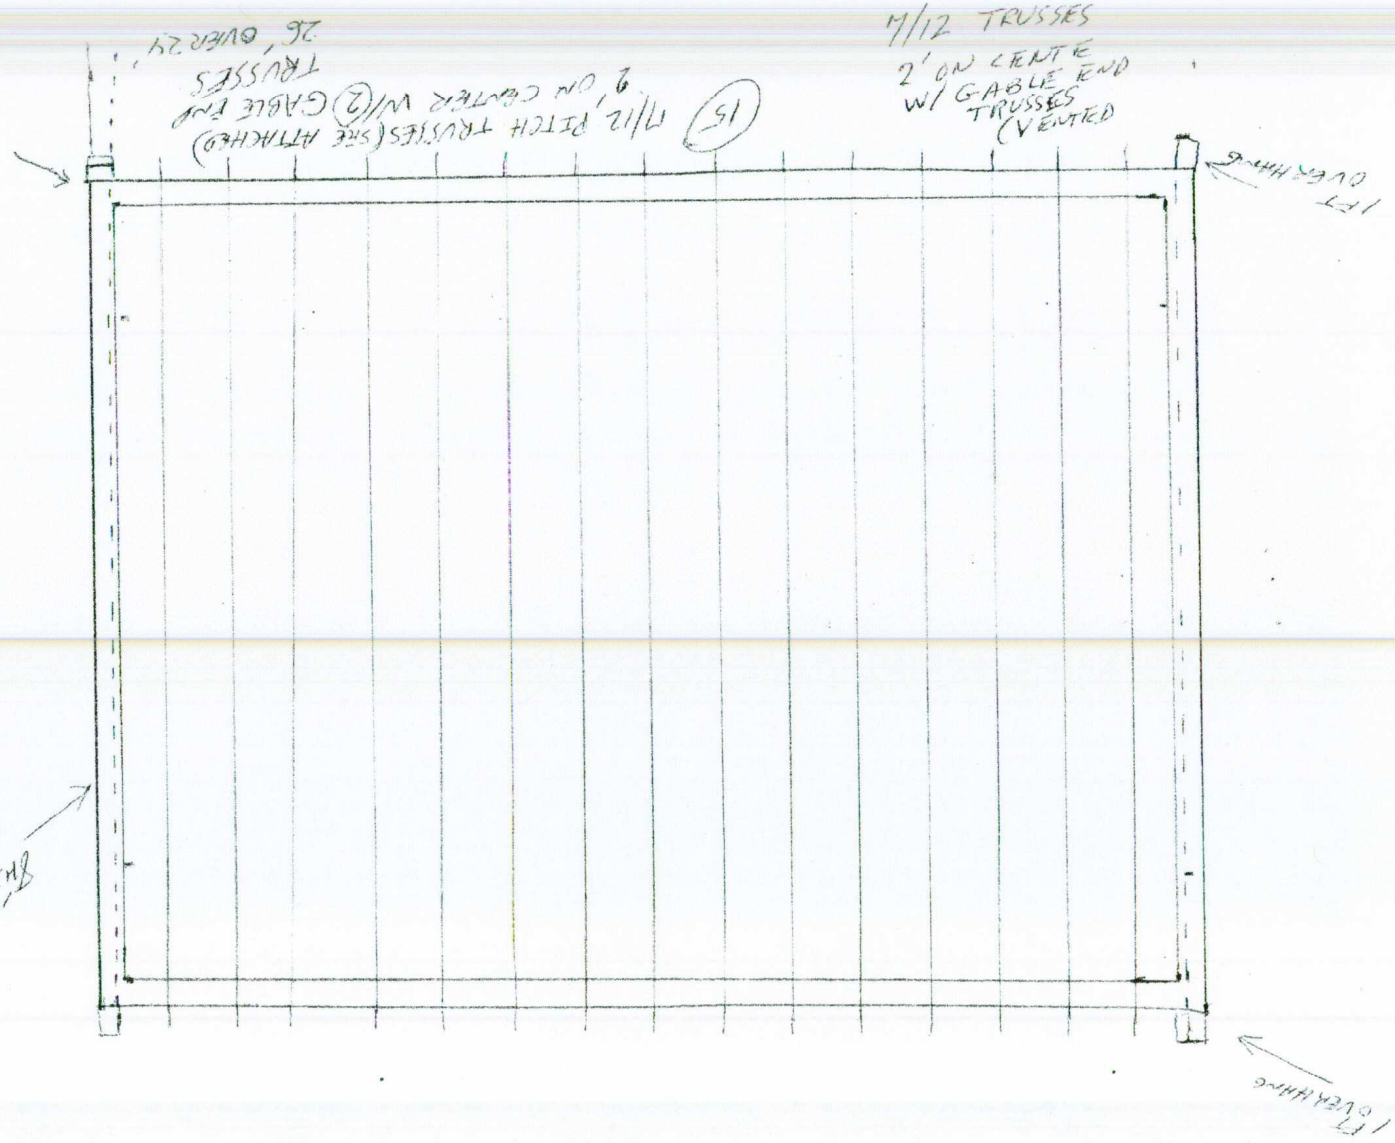 7/12 TRUSSES
2' ON CENTE
W/ GABLE END
TRUSSES
(VENTED
15
7/12 PITCH TRUSSES (SEE ATTACHED)
2' ON CENTER W/ 2 GABLE END
TRUSSES
26' OVER 24'
1 FT
OVERHANG
1 FT
OVERHANG